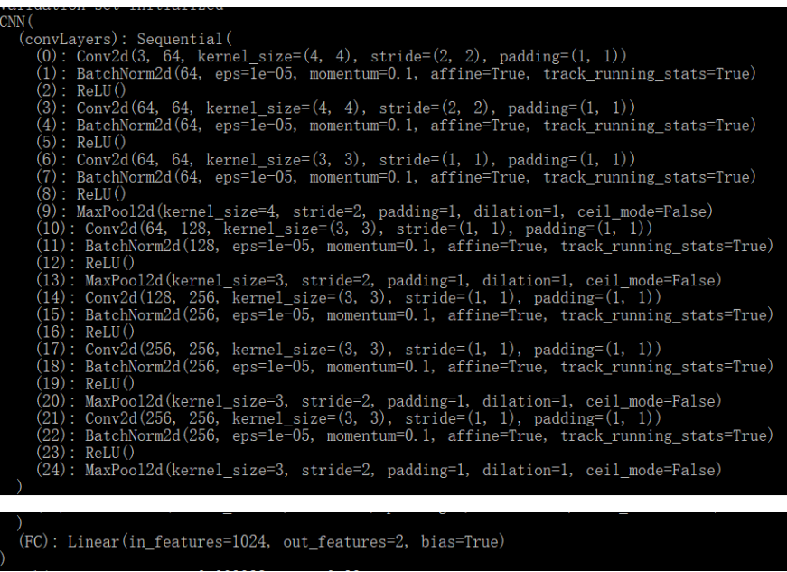 validation set initialized
CNN(
(convLayers): Sequential(
(0): Conv2d(3, 64, kernel_size=(4, 4), stride=(2, 2), padding=(1, 1))
(1): BatchNorm2d(64, eps=1e-05, momentum=0.1, affine=True, track_running_stats=True)
(2): ReLU()
(3): Conv2d(64, 64, kernel_size=(4, 4), stride=(2, 2), padding=(1, 1))
(4): BatchNorm2d(64, eps=1e-05, momentum=0.1, affine=True, track_running_stats=True)
(5): ReLU()
(6): Conv2d(64, 64, kernel_size=(3, 3), stride=(1, 1), padding=(1, 1))
(7): BatchNorm2d(64, eps=1e-05, momentum=0.1, affine=True, track_running_stats=True)
(8): ReLU()
(9): MaxPool2d(kernel_size=4, stride=2, padding=1, dilation=1, ceil_mode=False)
(10): Conv2d(64, 128, kernel_size=(3, 3), stride=(1, 1), padding=(1, 1))
(11): BatchNorm2d(128, eps=1e-05, momentum=0.1, affine=True, track_running_stats=True)
(12): ReLU()
(13): MaxPool2d(kernel_size=3, stride=2, padding=1, dilation=1, ceil_mode=False)
(14): Conv2d(128, 256, kernel_size=(3, 3), stride=(1, 1), padding=(1, 1))
(15): BatchNorm2d(256, eps=1e-05, momentum=0.1, affine=True, track_running_stats=True)
(16): ReLU()
(17): Conv2d(256, 256, kernel_size=(3, 3), stride=(1, 1), padding=(1, 1))
(18): BatchNorm2d(256, eps=1e-05, momentum=0.1, affine=True, track_running_stats=True)
(19): ReLU()
(20): MaxPool2d(kernel_size=3, stride=2, padding=1, dilation=1, ceil_mode=False)
(21): Conv2d(256, 256, kernel_size=(3, 3), stride=(1, 1), padding=(1, 1))
(22): BatchNorm2d(256, eps=1e-05, momentum=0.1, affine=True, track_running_stats=True)
(23): ReLU()
(24): MaxPool2d(kernel_size=3, stride=2, padding=1, dilation=1, ceil_mode=False)
)
)
(FC): Linear(in_features=1024, out_features=2, bias=True)
)